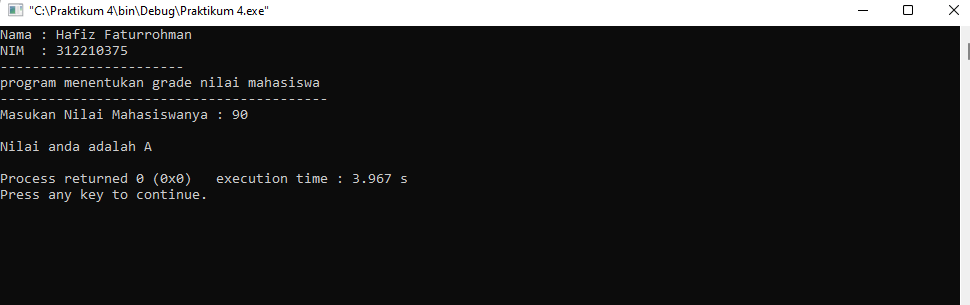 "C:\Praktikum 4\bin\Debug\Praktikum 4.exe"
Nama : Hafiz Faturrohman
NIM  : 312210375
-----------------------
program menentukan grade nilai mahasiswa
-----------------------------------------
Masukan Nilai Mahasiswanya : 90
Nilai anda adalah A
Process returned 0 (0x0)   execution time : 3.967 s
Press any key to continue.